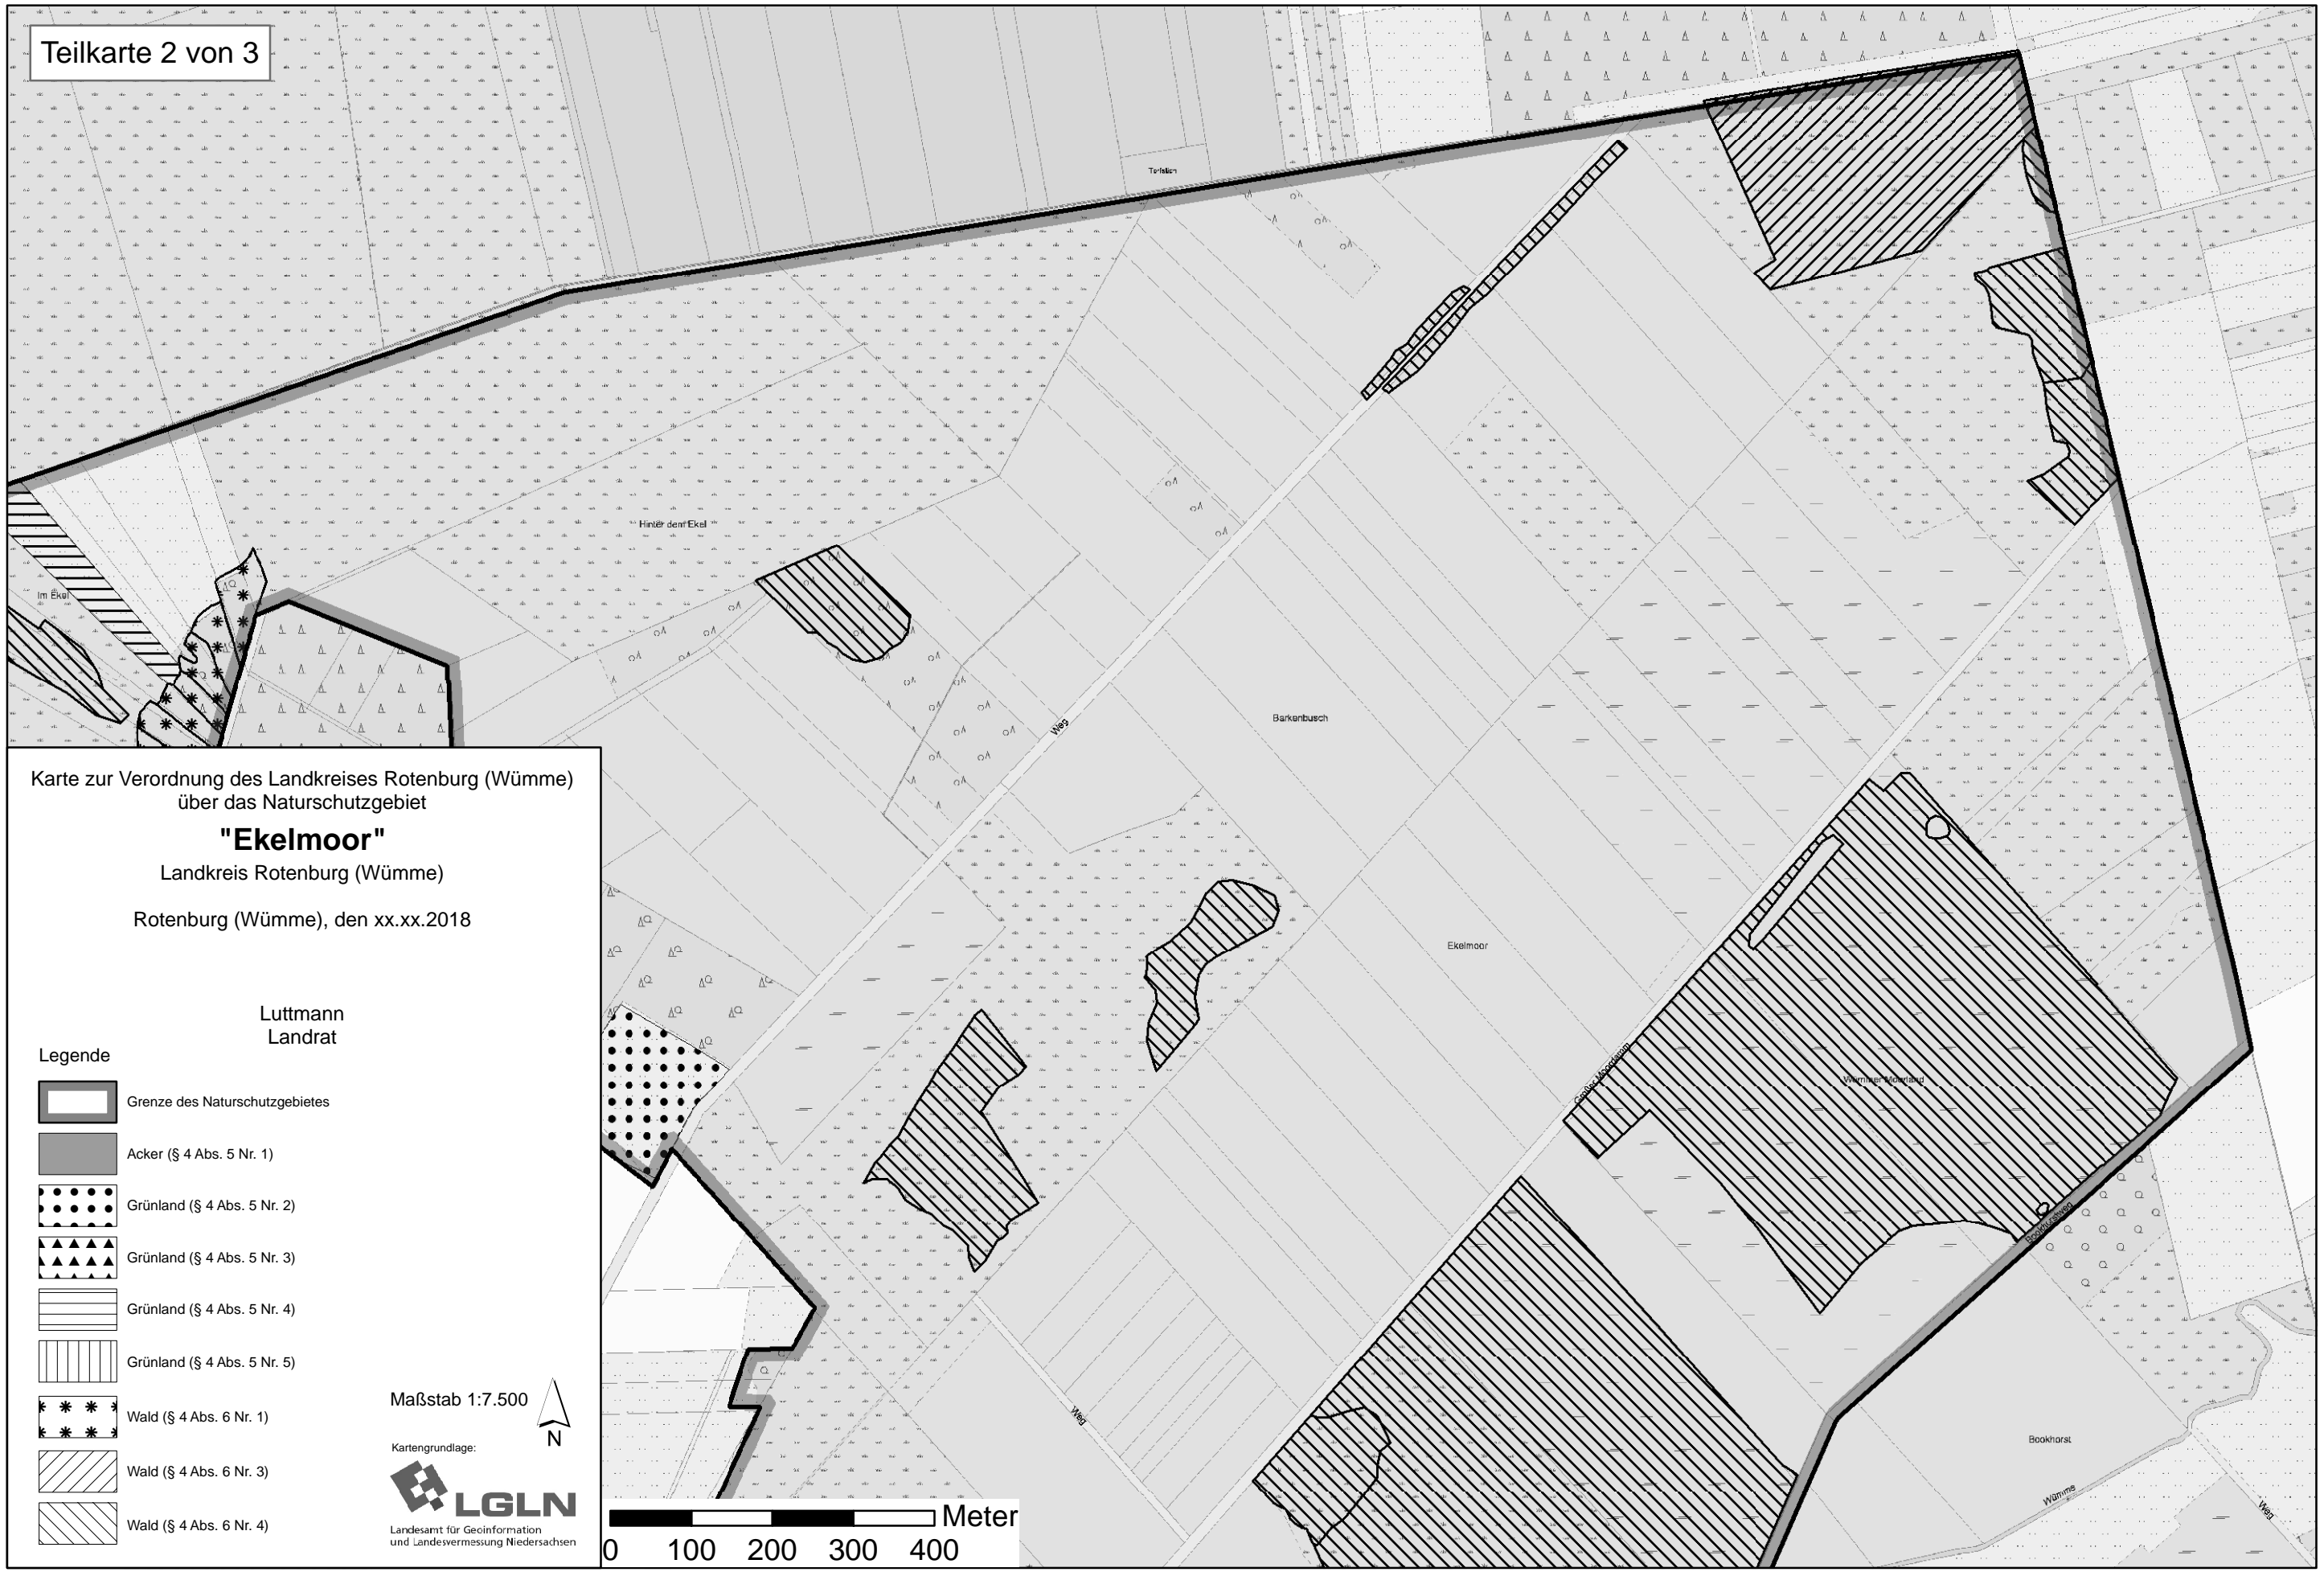 Teilkarte 2 von 3
Hinter dem Ekel
Im Ekel
Weg
Barkenbusch
Ekelmoor
Großer Moordamm
Wümmer Moorland
Bookhorst
Wümme
Weg
Weg
Karte zur Verordnung des Landkreises Rotenburg (Wümme)
über das Naturschutzgebiet
"Ekelmoor"
Landkreis Rotenburg (Wümme)
Rotenburg (Wümme), den xx.xx.2018
Luttmann
Landrat
Legende
Grenze des Naturschutzgebietes
Acker (§ 4 Abs. 5 Nr. 1)
Grünland (§ 4 Abs. 5 Nr. 2)
Grünland (§ 4 Abs. 5 Nr. 3)
Grünland (§ 4 Abs. 5 Nr. 4)
Grünland (§ 4 Abs. 5 Nr. 5)
Wald (§ 4 Abs. 6 Nr. 1)
Wald (§ 4 Abs. 6 Nr. 3)
Wald (§ 4 Abs. 6 Nr. 4)
Maßstab 1:7.500
N
Kartengrundlage:
LGLN
Landesamt für Geoinformation
und Landesvermessung Niedersachsen
Meter
0 100 200 300 400